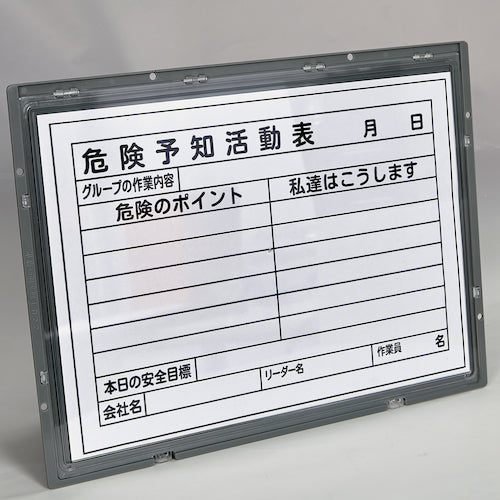 危険予知活動表　月　日
グループの作業内容
危険のポイント　私達はこうします
本日の安全目標
会社名　リーダー名　作業員　名